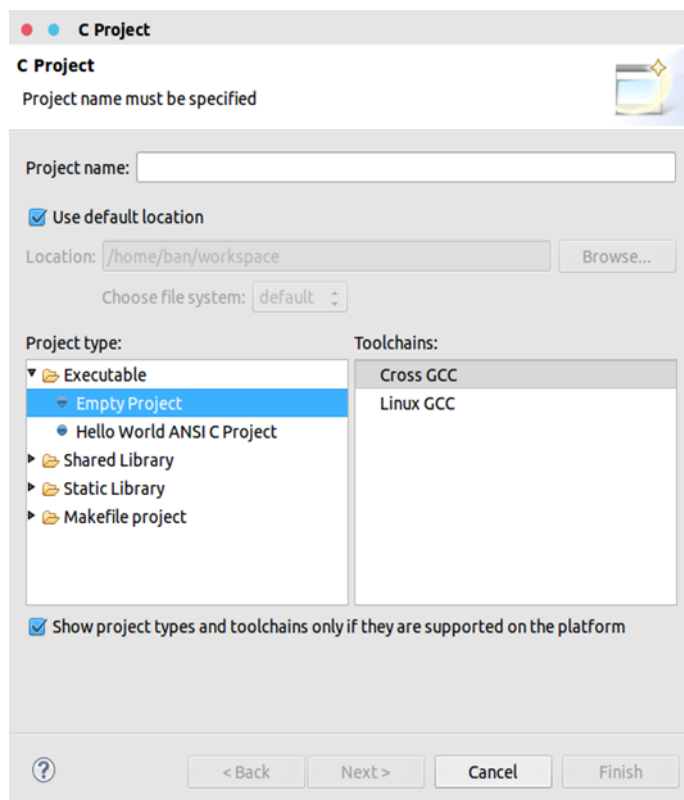 C Project
C Project
Project name must be specified
Project name:
Use default location
Location: /home/ban/workspace Browse...
Choose file system: default
Project type: Toolchains:
Executable Cross GCC
Empty Project Linux GCC
Hello World ANSI C Project
Shared Library
Static Library
Makefile project
Show project types and toolchains only if they are supported on the platform
? < Back Next > Cancel Finish